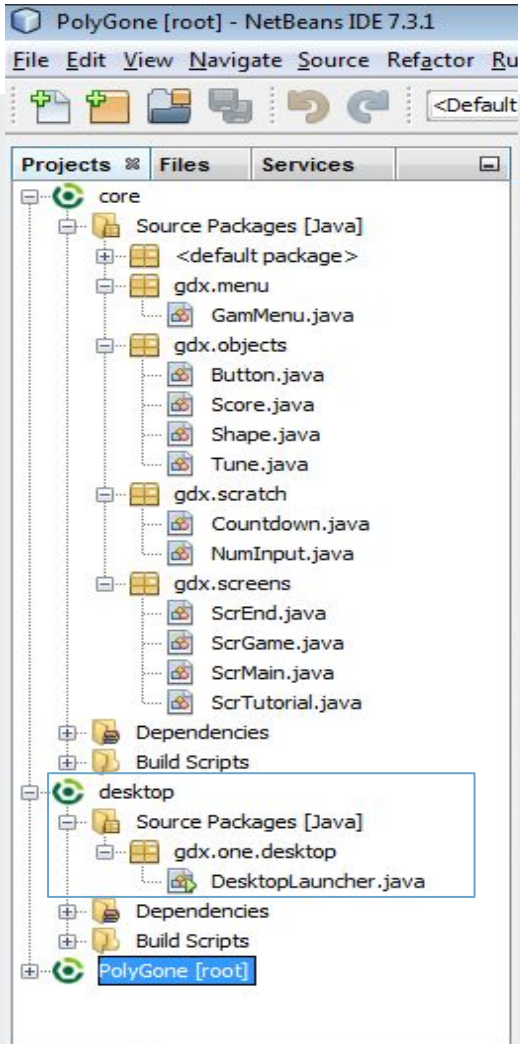 PolyGone [root] - NetBeans IDE 7.3.1
File Edit View Navigate Source Refactor Ru
<Default
Projects Files Services
core
Source Packages [Java]
<default package>
gdx.menu
GamMenu.java
gdx.objects
Button.java
Score.java
Shape.java
Tune.java
gdx.scratch
Countdown.java
NumInput.java
gdx.screens
ScrEnd.java
ScrGame.java
ScrMain.java
ScrTutorial.java
Dependencies
Build Scripts
desktop
Source Packages [Java]
gdx.one.desktop
DesktopLauncher.java
Dependencies
Build Scripts
PolyGone [root]